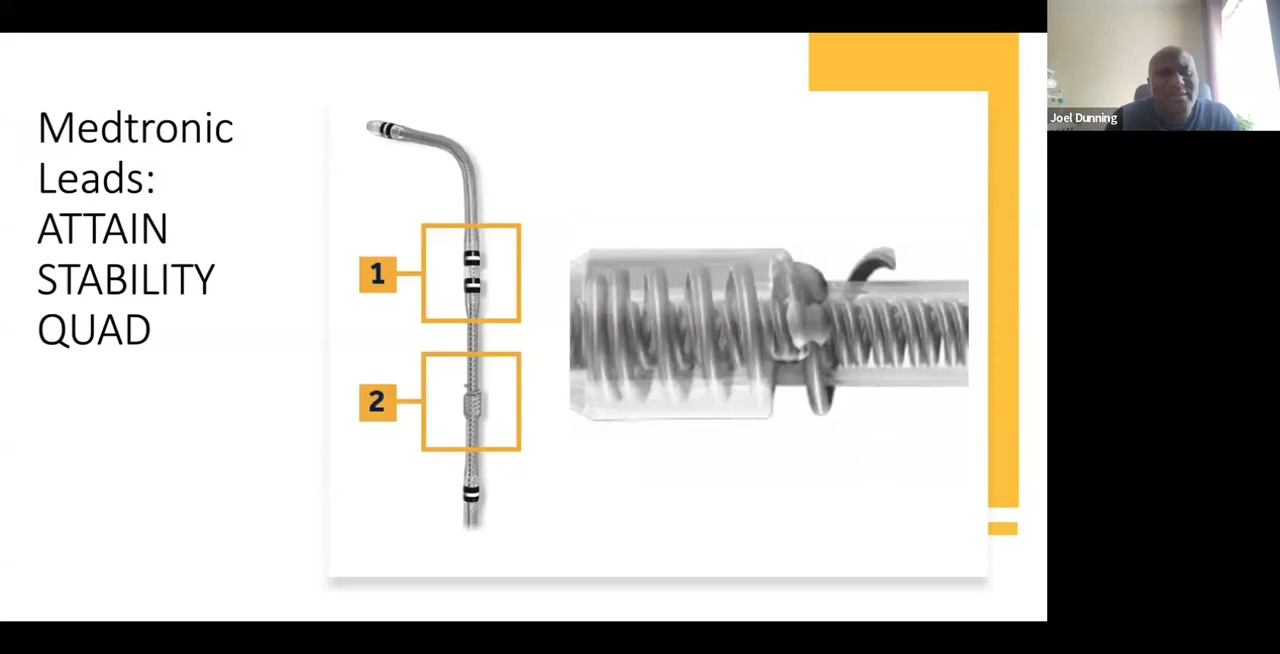 Medtronic
Leads:
ATTAIN
STABILITY
QUAD
1
2
Joel Dunning